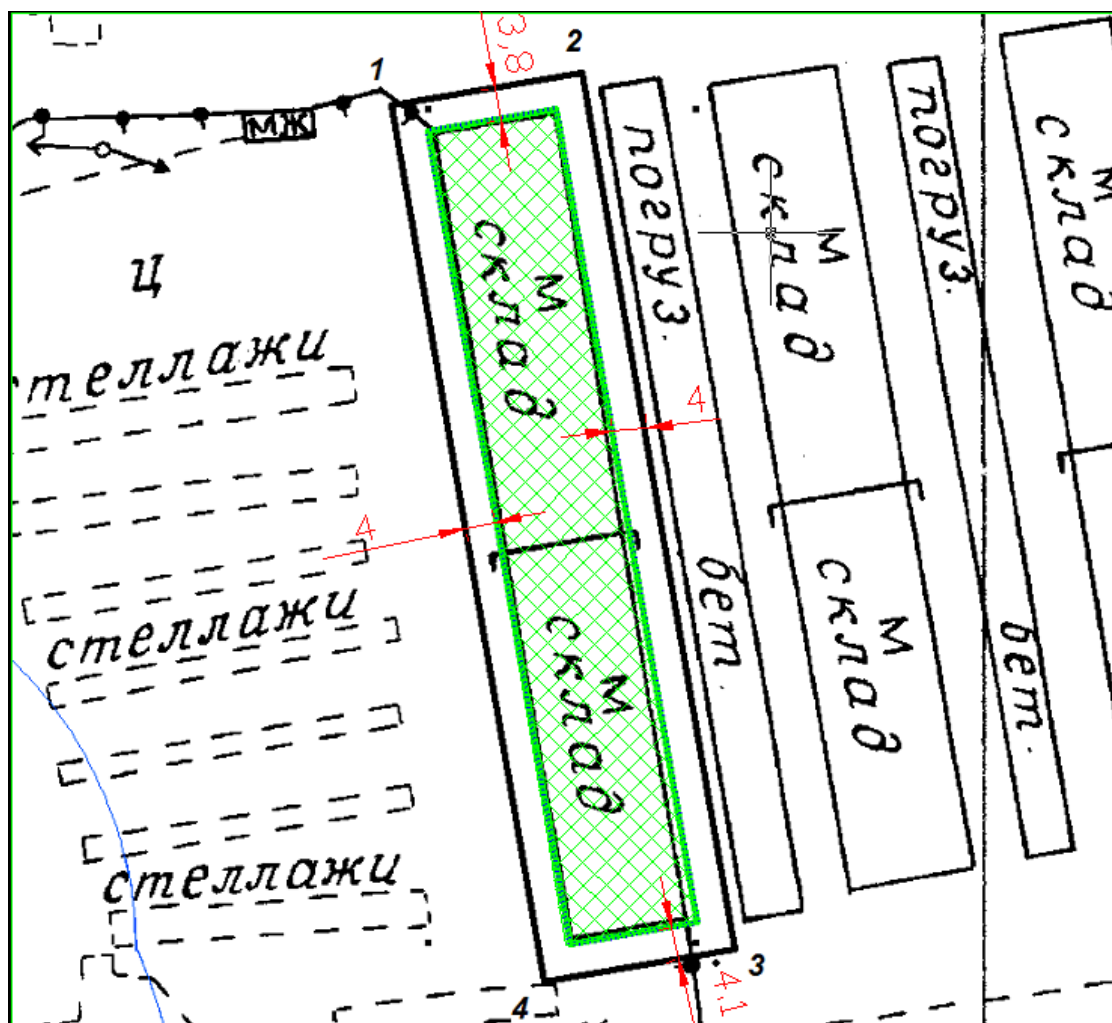 3,8
2
1
МЖ
Ц
М
склад
погруз.
М
склад
погруз.
М
склад
стеллажи
4
4
стеллажи
М
склад
бет.
М
склад
бет.
стеллажи
3
4
4,1